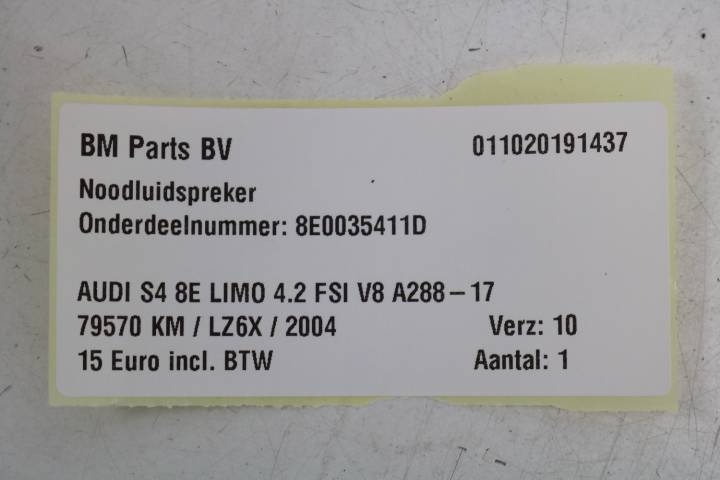 BM Parts BV 011020191437
Noodluidspreker
Onderdeelnummer: 8E0035411D
AUDI S4 8E LIMO 4.2 FSI V8 A288-17
79570 KM / LZ6X / 2004 Verz: 10
15 Euro incl. BTW Aantal: 1